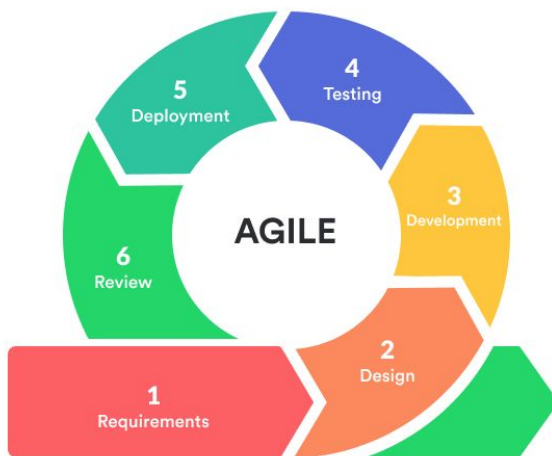 1
Requirements
2
Design
3
Development
4
Testing
5
Deployment
6
Review
AGILE